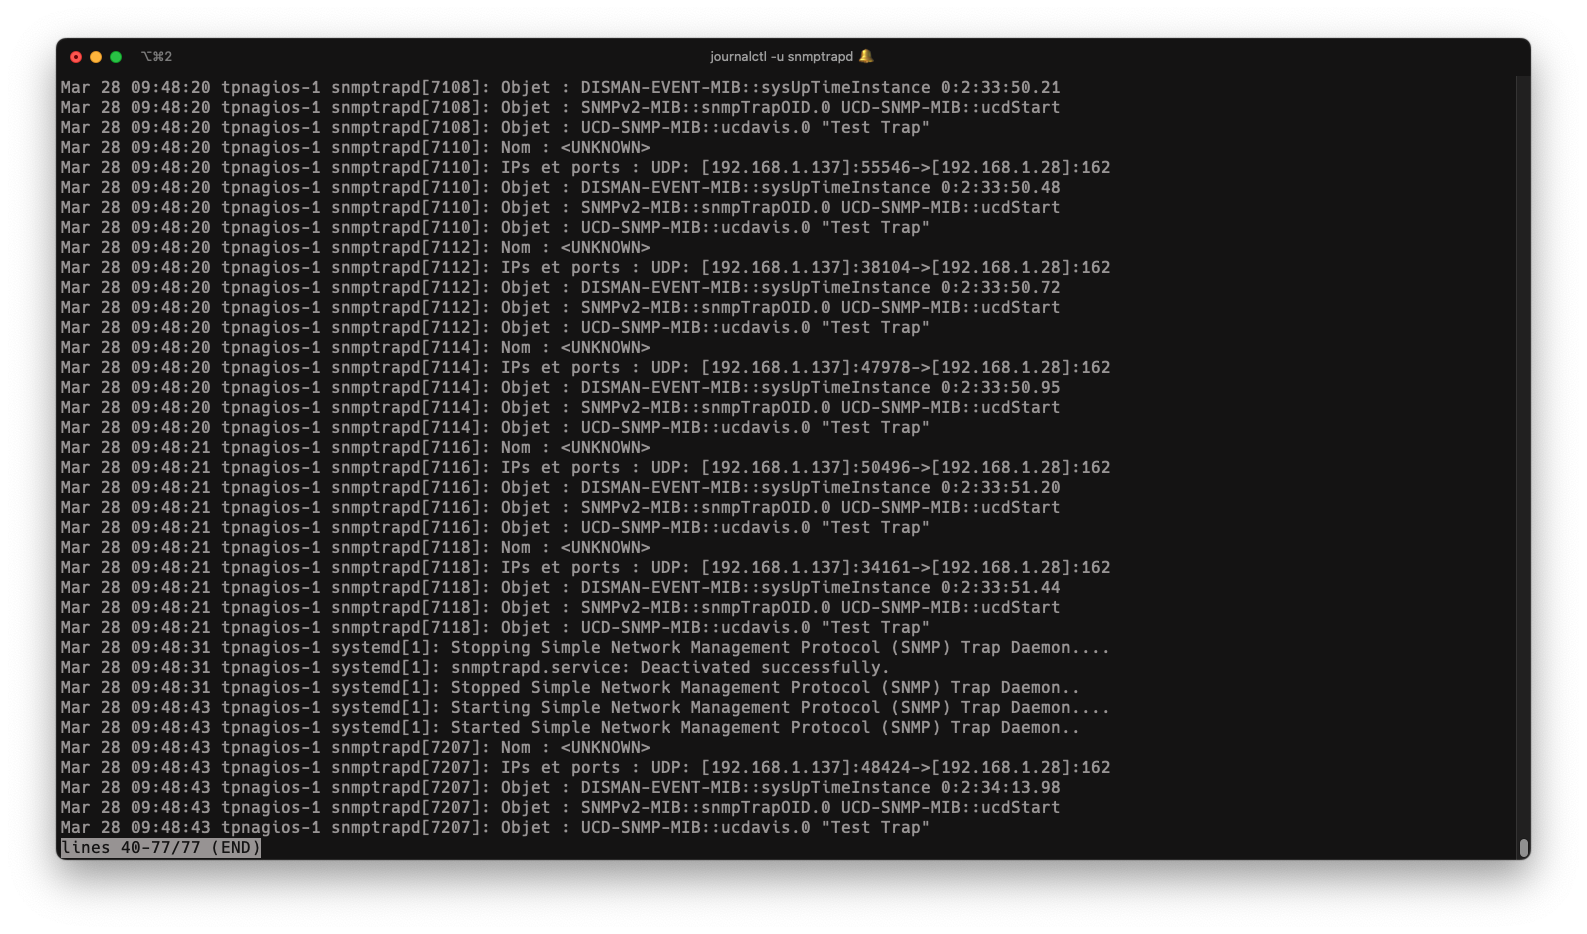 ⌥⌘2
journalctl -u snmptrapd 🔔
Mar 28 09:48:20 tpnagios-1 snmptrapd[7108]: Objet : DISMAN-EVENT-MIB::sysUpTimeInstance 0:2:33:50.21
Mar 28 09:48:20 tpnagios-1 snmptrapd[7108]: Objet : SNMPv2-MIB::snmpTrapOID.0 UCD-SNMP-MIB::ucdStart
Mar 28 09:48:20 tpnagios-1 snmptrapd[7108]: Objet : UCD-SNMP-MIB::ucdavis.0 "Test Trap"
Mar 28 09:48:20 tpnagios-1 snmptrapd[7110]: Nom : <UNKNOWN>
Mar 28 09:48:20 tpnagios-1 snmptrapd[7110]: IPs et ports : UDP: [192.168.1.137]:55546->[192.168.1.28]:162
Mar 28 09:48:20 tpnagios-1 snmptrapd[7110]: Objet : DISMAN-EVENT-MIB::sysUpTimeInstance 0:2:33:50.48
Mar 28 09:48:20 tpnagios-1 snmptrapd[7110]: Objet : SNMPv2-MIB::snmpTrapOID.0 UCD-SNMP-MIB::ucdStart
Mar 28 09:48:20 tpnagios-1 snmptrapd[7110]: Objet : UCD-SNMP-MIB::ucdavis.0 "Test Trap"
Mar 28 09:48:20 tpnagios-1 snmptrapd[7112]: Nom : <UNKNOWN>
Mar 28 09:48:20 tpnagios-1 snmptrapd[7112]: IPs et ports : UDP: [192.168.1.137]:38104->[192.168.1.28]:162
Mar 28 09:48:20 tpnagios-1 snmptrapd[7112]: Objet : DISMAN-EVENT-MIB::sysUpTimeInstance 0:2:33:50.72
Mar 28 09:48:20 tpnagios-1 snmptrapd[7112]: Objet : SNMPv2-MIB::snmpTrapOID.0 UCD-SNMP-MIB::ucdStart
Mar 28 09:48:20 tpnagios-1 snmptrapd[7112]: Objet : UCD-SNMP-MIB::ucdavis.0 "Test Trap"
Mar 28 09:48:20 tpnagios-1 snmptrapd[7114]: Nom : <UNKNOWN>
Mar 28 09:48:20 tpnagios-1 snmptrapd[7114]: IPs et ports : UDP: [192.168.1.137]:47978->[192.168.1.28]:162
Mar 28 09:48:20 tpnagios-1 snmptrapd[7114]: Objet : DISMAN-EVENT-MIB::sysUpTimeInstance 0:2:33:50.95
Mar 28 09:48:20 tpnagios-1 snmptrapd[7114]: Objet : SNMPv2-MIB::snmpTrapOID.0 UCD-SNMP-MIB::ucdStart
Mar 28 09:48:20 tpnagios-1 snmptrapd[7114]: Objet : UCD-SNMP-MIB::ucdavis.0 "Test Trap"
Mar 28 09:48:21 tpnagios-1 snmptrapd[7116]: Nom : <UNKNOWN>
Mar 28 09:48:21 tpnagios-1 snmptrapd[7116]: IPs et ports : UDP: [192.168.1.137]:50496->[192.168.1.28]:162
Mar 28 09:48:21 tpnagios-1 snmptrapd[7116]: Objet : DISMAN-EVENT-MIB::sysUpTimeInstance 0:2:33:51.20
Mar 28 09:48:21 tpnagios-1 snmptrapd[7116]: Objet : SNMPv2-MIB::snmpTrapOID.0 UCD-SNMP-MIB::ucdStart
Mar 28 09:48:21 tpnagios-1 snmptrapd[7116]: Objet : UCD-SNMP-MIB::ucdavis.0 "Test Trap"
Mar 28 09:48:21 tpnagios-1 snmptrapd[7118]: Nom : <UNKNOWN>
Mar 28 09:48:21 tpnagios-1 snmptrapd[7118]: IPs et ports : UDP: [192.168.1.137]:34161->[192.168.1.28]:162
Mar 28 09:48:21 tpnagios-1 snmptrapd[7118]: Objet : DISMAN-EVENT-MIB::sysUpTimeInstance 0:2:33:51.44
Mar 28 09:48:21 tpnagios-1 snmptrapd[7118]: Objet : SNMPv2-MIB::snmpTrapOID.0 UCD-SNMP-MIB::ucdStart
Mar 28 09:48:21 tpnagios-1 snmptrapd[7118]: Objet : UCD-SNMP-MIB::ucdavis.0 "Test Trap"
Mar 28 09:48:31 tpnagios-1 systemd[1]: Stopping Simple Network Management Protocol (SNMP) Trap Daemon....
Mar 28 09:48:31 tpnagios-1 systemd[1]: snmptrapd.service: Deactivated successfully.
Mar 28 09:48:31 tpnagios-1 systemd[1]: Stopped Simple Network Management Protocol (SNMP) Trap Daemon..
Mar 28 09:48:43 tpnagios-1 systemd[1]: Starting Simple Network Management Protocol (SNMP) Trap Daemon....
Mar 28 09:48:43 tpnagios-1 systemd[1]: Started Simple Network Management Protocol (SNMP) Trap Daemon..
Mar 28 09:48:43 tpnagios-1 snmptrapd[7207]: Nom : <UNKNOWN>
Mar 28 09:48:43 tpnagios-1 snmptrapd[7207]: IPs et ports : UDP: [192.168.1.137]:48424->[192.168.1.28]:162
Mar 28 09:48:43 tpnagios-1 snmptrapd[7207]: Objet : DISMAN-EVENT-MIB::sysUpTimeInstance 0:2:34:13.98
Mar 28 09:48:43 tpnagios-1 snmptrapd[7207]: Objet : SNMPv2-MIB::snmpTrapOID.0 UCD-SNMP-MIB::ucdStart
Mar 28 09:48:43 tpnagios-1 snmptrapd[7207]: Objet : UCD-SNMP-MIB::ucdavis.0 "Test Trap"
lines 40-77/77 (END)